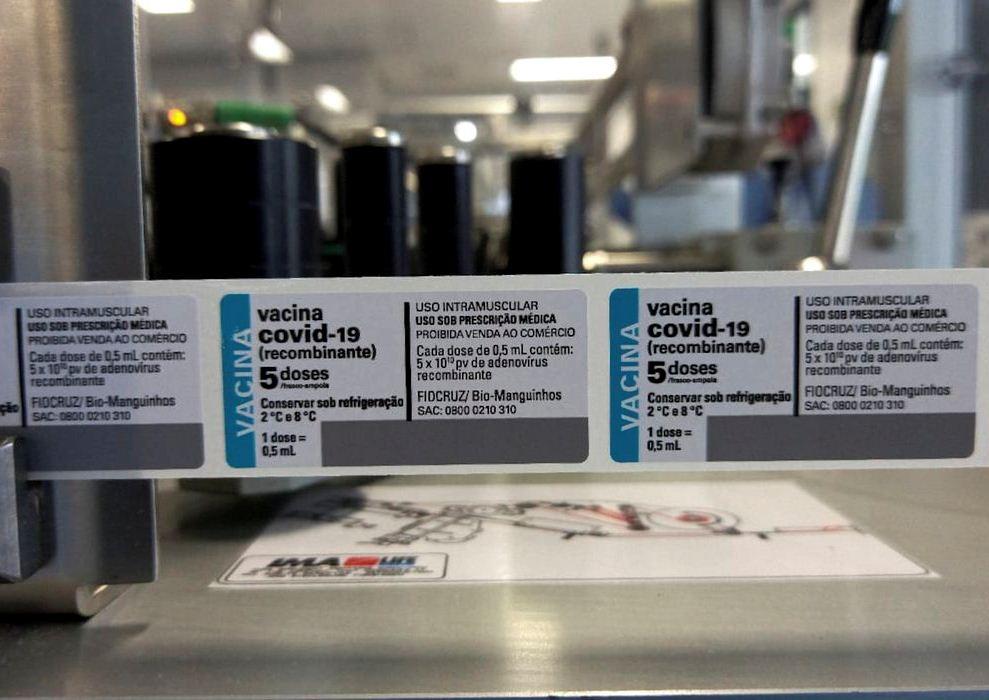 USO INTRAMUSCULAR
USO SOB PRESCRIÇÃO MÉDICA
PROIBIDA VENDA AO COMÉRCIO
Cada dose de 0,5 mL contém:
5 x 10¹⁰ pv de adenovírus
recombinante
FIOCRUZ/ Bio-Manguinhos
SAC: 0800 0210 310
VACINA
vacina
covid-19
(recombinante)
5 doses
/frasco-ampola
Conservar sob refrigeração
2 °C e 8 °C
1 dose =
0,5 mL
USO INTRAMUSCULAR
USO SOB PRESCRIÇÃO MÉDICA
PROIBIDA VENDA AO COMÉRCIO
Cada dose de 0,5 mL contém:
5 x 10¹⁰ pv de adenovírus
recombinante
FIOCRUZ/ Bio-Manguinhos
SAC: 0800 0210 310
VACINA
vacina
covid-19
(recombinante)
5 doses
/frasco-ampola
Conservar sob refrigeração
2 °C e 8 °C
1 dose =
0,5 mL
USO INTRAMUSCULAR
USO SOB PRESCRIÇÃO MÉDICA
PROIBIDA VENDA AO COMÉRCIO
Cada dose de 0,5 mL contém:
5 x 10¹⁰ pv de adenovírus
recombinante
FIOCRUZ/ Bio-Manguinhos
SAC: 0800 0210 310
IMA LIFE